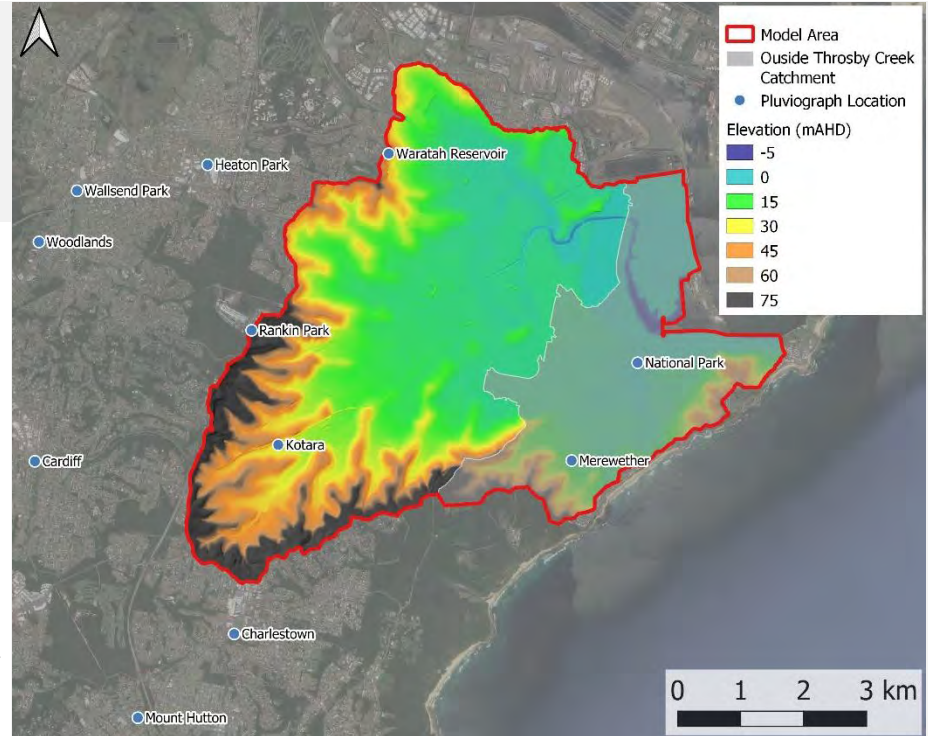 Model Area
Ouside Throsby Creek
Catchment
Pluviograph Location
Elevation (mAHD)
-5
0
15
30
45
60
75
Waratah Reservoir
Heaton Park
Wallsend Park
Woodlands
Rankin Park
National Park
Kotara
Merewether
Cardiff
Charlestown
Mount Hutton
0 1 2 3 km